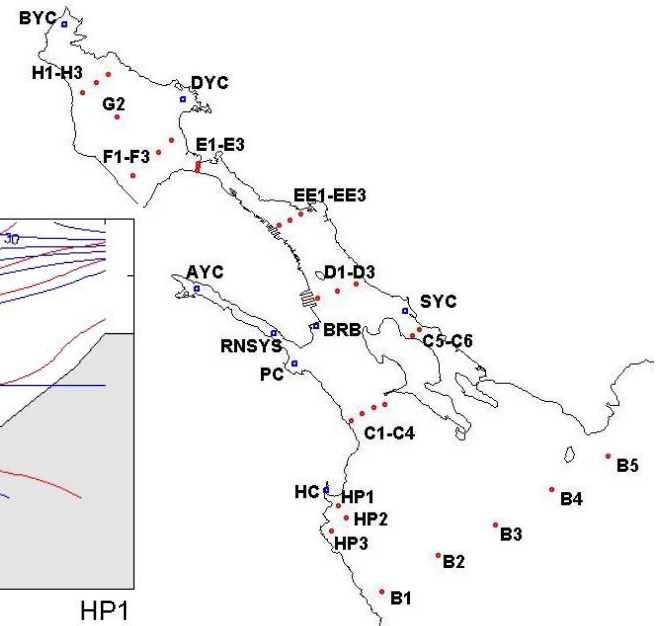 BYC
H1-H3
DYC
G2
E1-E3
F1-F3
EE1-EE3
30
AYC
D1-D3
SYC
BRB
RNSYS
C5-C6
PC
C1-C4
B5
HC
HP1
B4
HP2
B3
HP3
B2
B1
HP1